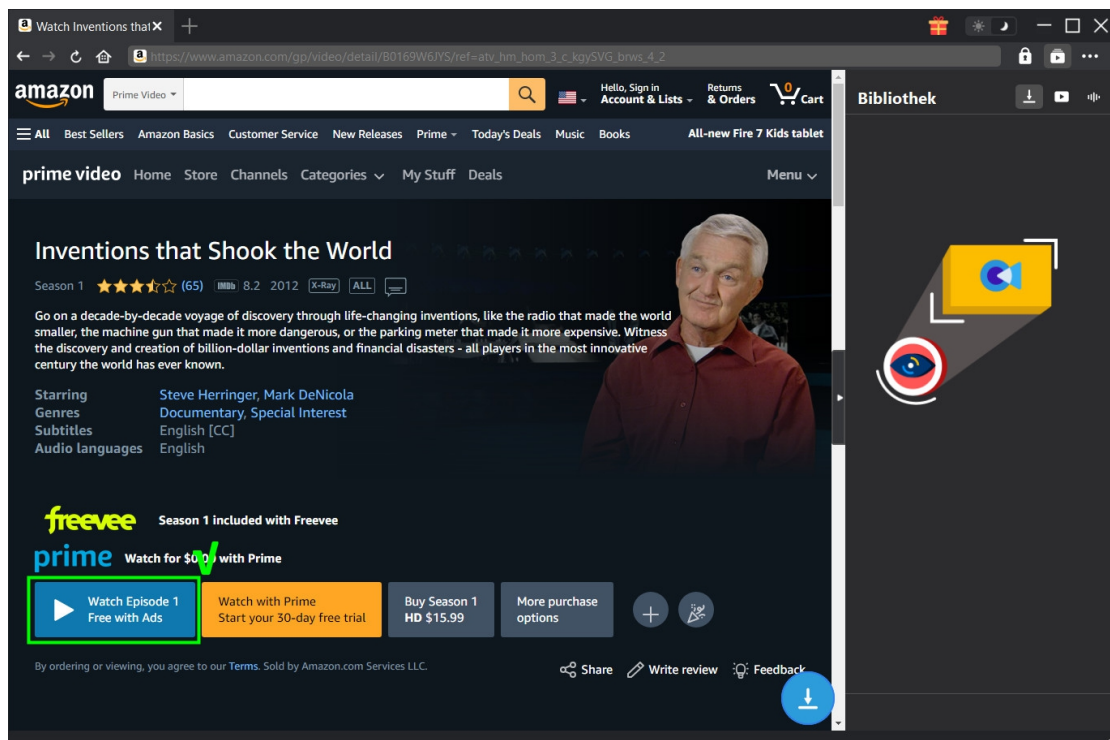 Watch Inventions that
https://www.amazon.com/gp/video/detail/B0169W6JYS/ref=atv_hm_hom_3_c_kgySVG_brws_4_2
amazon
Prime Video
Hello, Sign in
Account & Lists
Returns
& Orders
0
Cart
Bibliothek
All Best Sellers Amazon Basics Customer Service New Releases Prime Today's Deals Music Books All-new Fire 7 Kids tablet
prime video Home Store Channels Categories My Stuff Deals Menu
Inventions that Shook the World
Season 1 (65) IMDb 8.2 2012 X-Ray ALL
Go on a decade-by-decade voyage of discovery through life-changing inventions, like the radio that made the world
smaller, the machine gun that made it more dangerous, or the parking meter that made it more expensive. Witness
the discovery and creation of billion-dollar inventions and financial disasters - all players in the most innovative
century the world has ever known.
Starring Steve Herringer, Mark DeNicola
Genres Documentary, Special Interest
Subtitles English [CC]
Audio languages English
freevee Season 1 included with Freevee
prime Watch for $0.00 with Prime
Watch Episode 1
Free with Ads
Watch with Prime
Start your 30-day free trial
Buy Season 1
HD $15.99
More purchase
options
By ordering or viewing, you agree to our Terms. Sold by Amazon.com Services LLC.
Share Write review Feedback